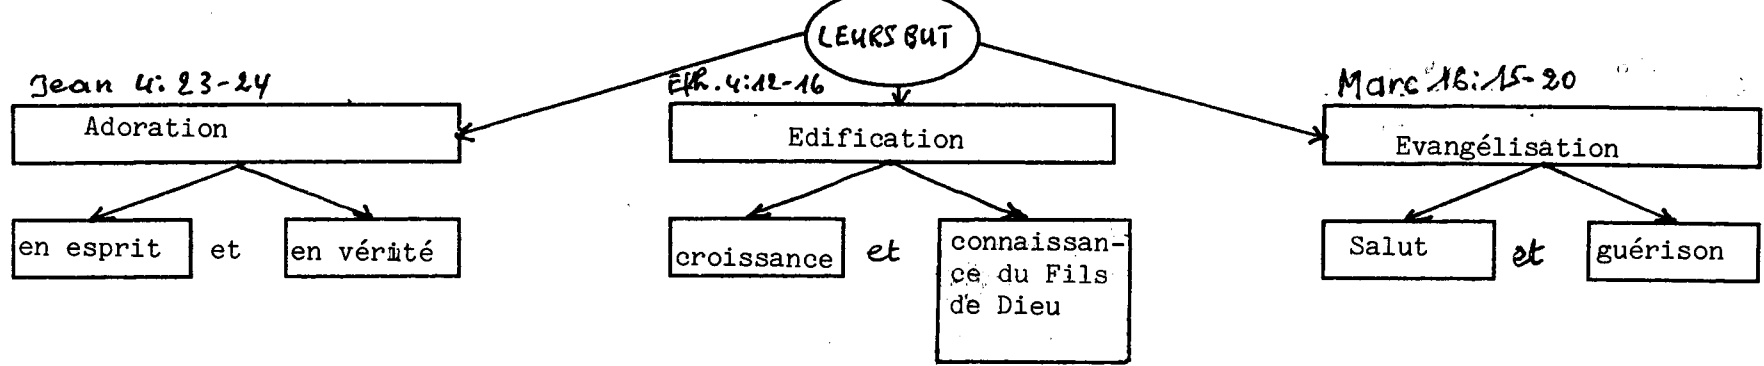 LEURS BUT
Jean 4: 23-24
Eph. 4:12-16
Marc 16:15-20
Adoration
Edification
Evangélisation
en esprit et en vérité
croissance et
connaissan-
ce du Fils
de Dieu
Salut et guérison